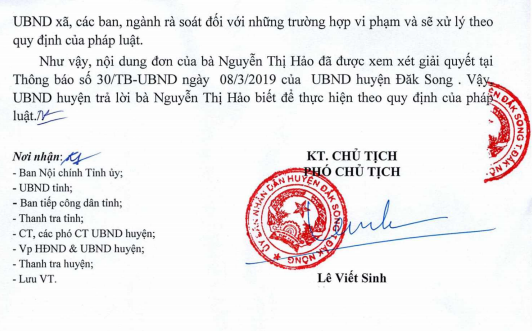 UBND xã, các ban, ngành rà soát đối với những trường hợp vi phạm và sẽ xử lý theo
quy định của pháp luật.
Như vậy, nội dung đơn của bà Nguyễn Thị Hảo đã được xem xét giải quyết tại
Thông báo số 30/TB-UBND ngày 08/3/2019 của UBND huyện Đăk Song . Vậy,
UBND huyện trả lời bà Nguyễn Thị Hảo biết để thực hiện theo quy định của pháp
luật./.
Nơi nhận:
- Ban Nội chính Tỉnh ủy;
- UBND tỉnh;
- Ban tiếp công dân tỉnh;
- Thanh tra tỉnh;
- CT, các phó CT UBND huyện;
- Vp HĐND & UBND huyện;
- Thanh tra huyện;
- Lưu VT.
KT. CHỦ TỊCH
PHÓ CHỦ TỊCH
ỦY BAN NHÂN DÂN HUYỆN ĐĂK SONG T.ĐĂK NÔNG
Lê Viết Sinh